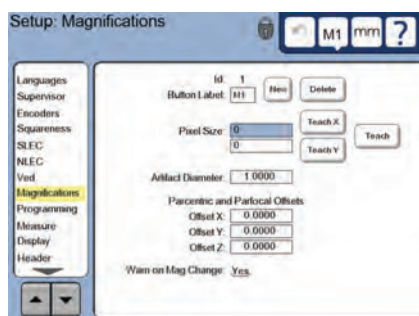 Setup: Magnifications
M1 mm ?
Languages
Supervisor
Encoders
Squareness
SLEC
NLEC
Ved
Magnifications
Programming
Measure
Display
Header
Id: 1
Button Label: M1 New Delete
Pixel Size: 0 Teach X
0 Teach Y
Teach
Artifact Diameter: 1.0000
Parcentric and Parfocal Offsets
Offset X: 0.0000
Offset Y: 0.0000
Offset Z: 0.0000
Warn on Mag Change: Yes